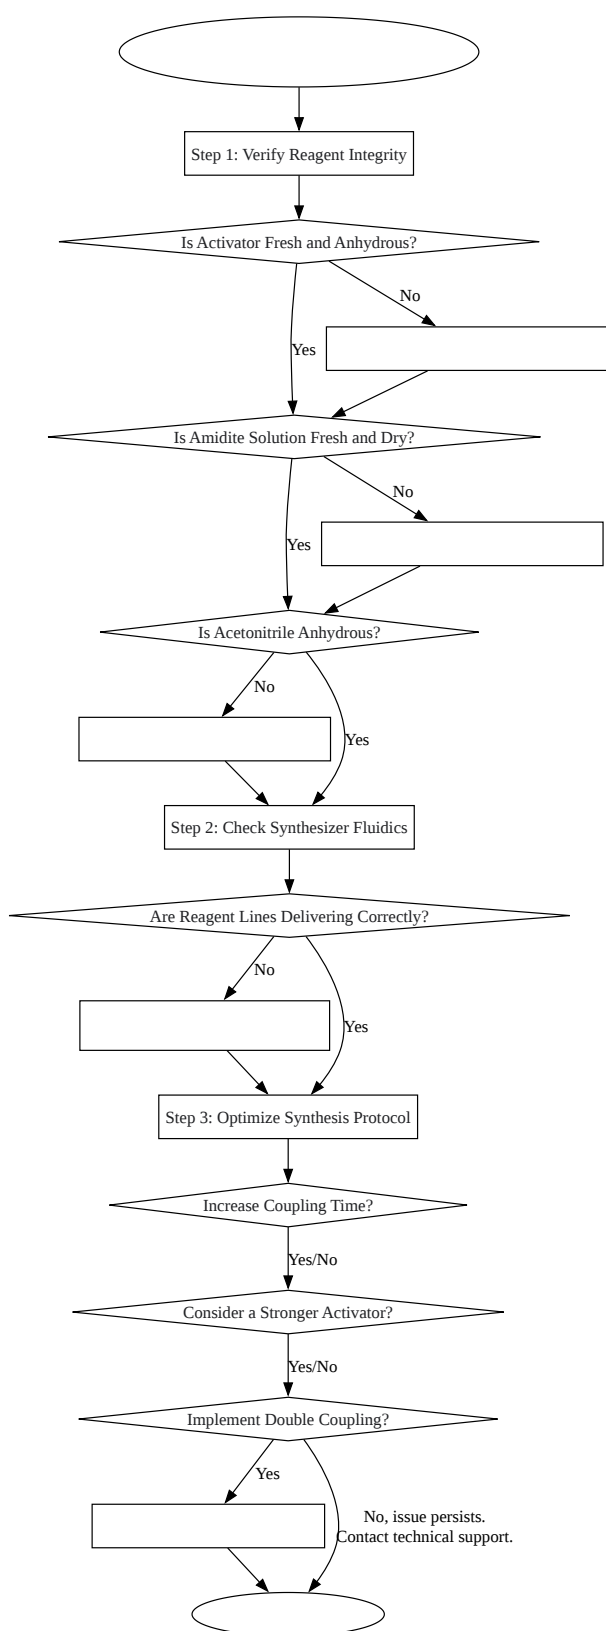 Step 1: Verify Reagent Integrity
Is Activator Fresh and Anhydrous?
No
Yes
Is Amidite Solution Fresh and Dry?
No
Yes
Is Acetonitrile Anhydrous?
No
Yes
Step 2: Check Synthesizer Fluidics
Are Reagent Lines Delivering Correctly?
No
Yes
Step 3: Optimize Synthesis Protocol
Increase Coupling Time?
Yes/No
Consider a Stronger Activator?
Yes/No
Implement Double Coupling?
Yes
No, issue persists.
Contact technical support.